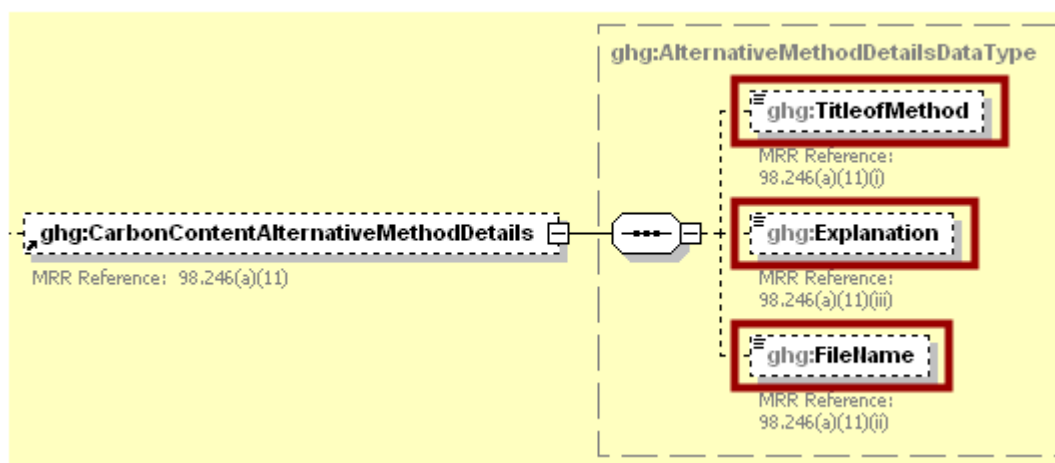 ghg:AlternativeMethodDetailsDataType
ghg:TitleofMethod
MRR Reference:
98.246(a)(11)(i)
ghg:CarbonContentAlternativeMethodDetails
MRR Reference: 98.246(a)(11)
ghg:Explanation
MRR Reference:
98.246(a)(11)(iii)
ghg:FileName
MRR Reference:
98.246(a)(11)(ii)